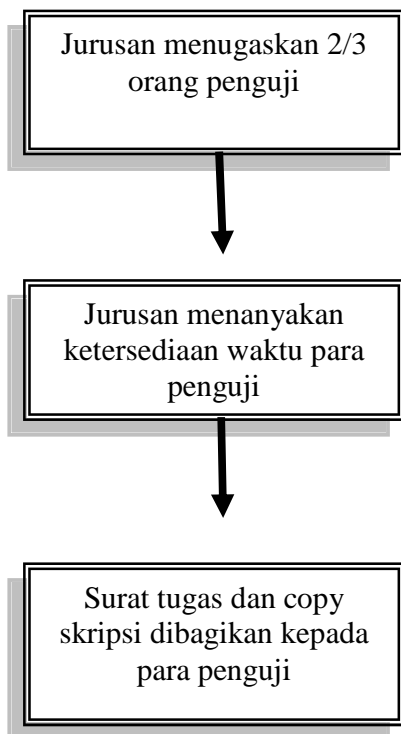 Jurusan menugaskan 2/3
orang penguji
Jurusan menanyakan
ketersediaan waktu para
penguji
Surat tugas dan copy
skripsi dibagikan kepada
para penguji